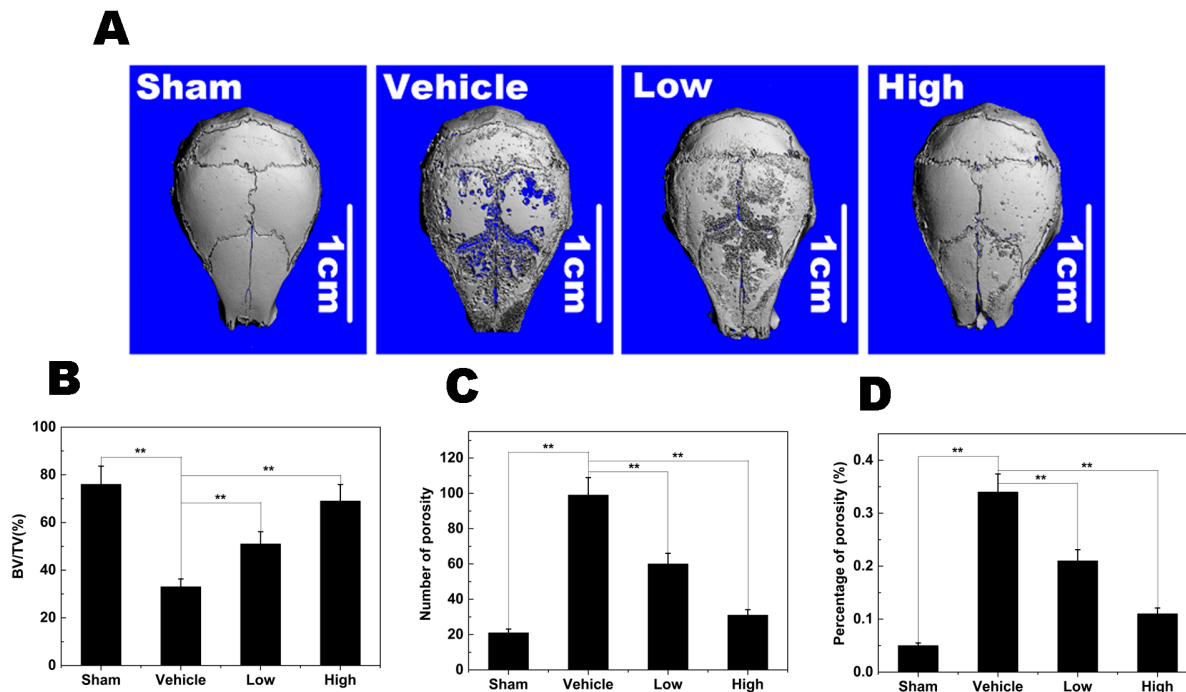 A
Sham
Vehicle
Low
High
1cm
1cm
1cm
1cm
B
C
D
BV/TV(%)
100
80
60
40
20
0
**
**
**
Sham Vehicle Low High
Number of porosity
120
100
80
60
40
20
0
**
**
**
Sham Vehicle Low High
Percentage of porosity (%)
0.4
0.3
0.2
0.1
0.0
**
**
**
Sham Vehicle Low High